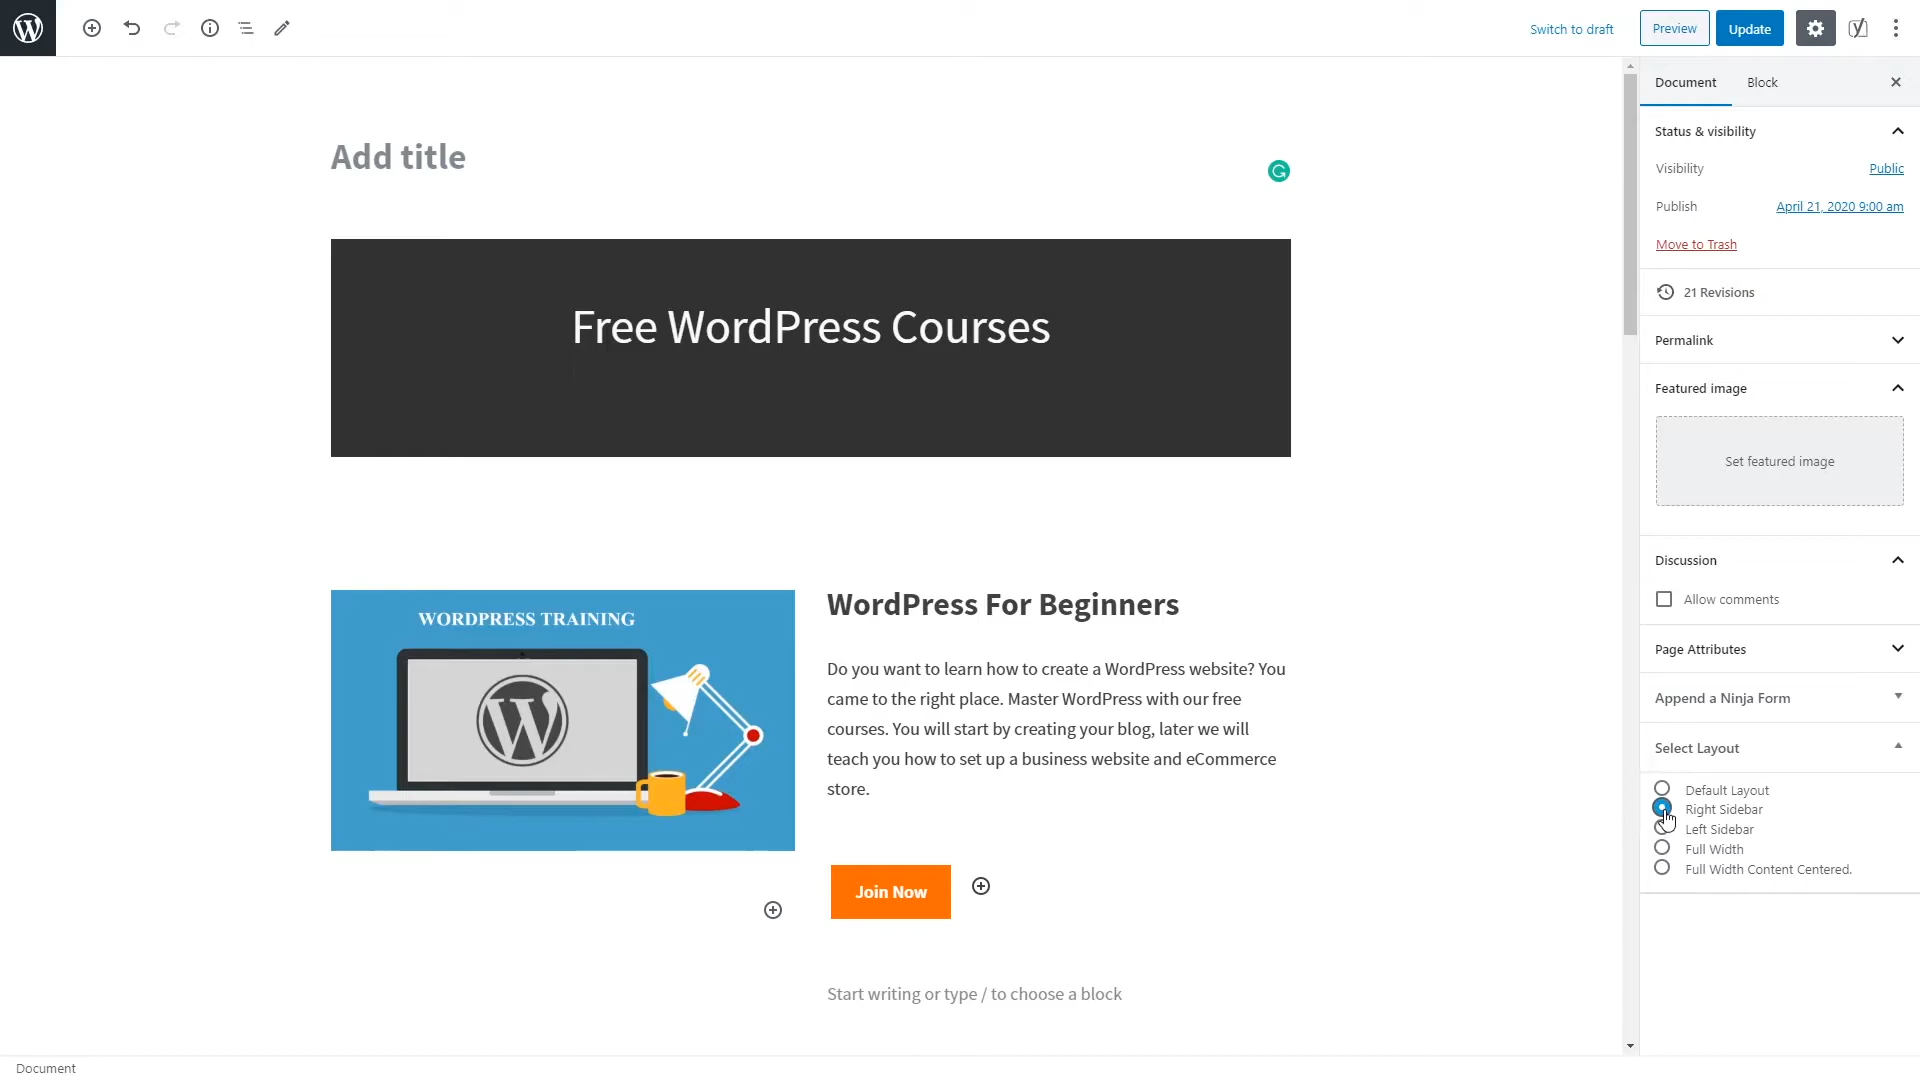 Switch to draft
Preview
Update
Document
Block
Add title
Free WordPress Courses
WORDPRESS TRAINING
WordPress For Beginners
Do you want to learn how to create a WordPress website? You
came to the right place. Master WordPress with our free
courses. You will start by creating your blog, later we will
teach you how to set up a business website and eCommerce
store.
Join Now
Start writing or type / to choose a block
Status & visibility
Visibility
Public
Publish
April 21, 2020 9:00 am
Move to Trash
21 Revisions
Permalink
Featured image
Set featured image
Discussion
Allow comments
Page Attributes
Append a Ninja Form
Select Layout
Default Layout
Right Sidebar
Left Sidebar
Full Width
Full Width Content Centered.
Document